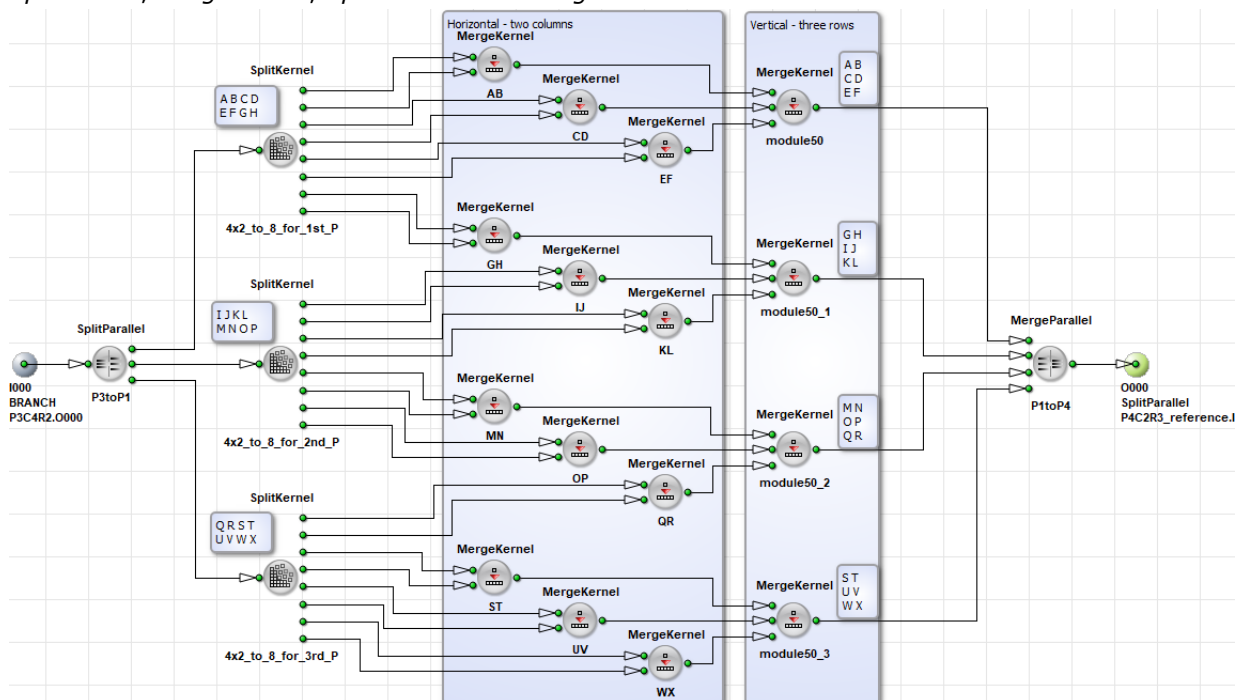 Horizontal - two columns
Vertical - three rows
MergeKernel
AB
MergeKernel
CD
MergeKernel
EF
MergeKernel
A B
C D
E F
module50
SplitKernel
A B C D
E F G H
4x2_to_8_for_1st_P
MergeKernel
GH
MergeKernel
IJ
MergeKernel
KL
MergeKernel
G H
I J
K L
module50_1
SplitKernel
I J K L
M N O P
4x2_to_8_for_2nd_P
SplitParallel
P3toP1
I000
BRANCH
P3C4R2.O000
MergeKernel
MN
MergeKernel
OP
MergeKernel
QR
MergeKernel
M N
O P
Q R
module50_2
MergeParallel
P1toP4
O000
SplitParallel
P4C2R3_reference.I
SplitKernel
Q R S T
U V W X
4x2_to_8_for_3rd_P
MergeKernel
ST
MergeKernel
UV
MergeKernel
WX
MergeKernel
S T
U V
W X
module50_3